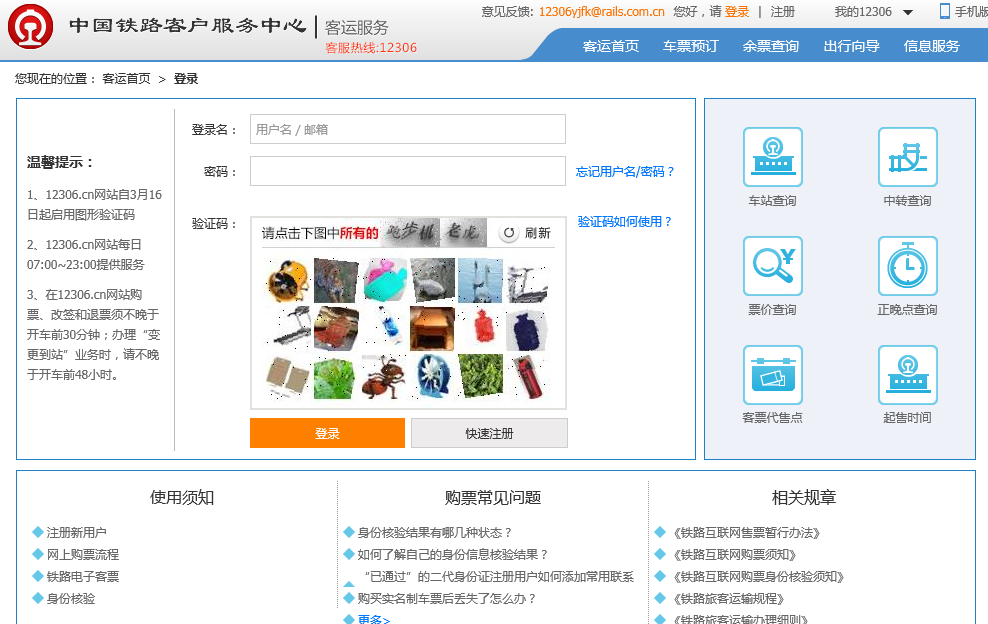 意见反馈: 12306yjfk@rails.com.cn 您好，请 登录 | 注册 我的12306 手机版
中国铁路客户服务中心 客运服务
客服热线:12306
客运首页 车票预订 余票查询 出行向导 信息服务
您现在的位置： 客运首页 > 登录
温馨提示：
1、12306.cn网站自3月16
日起启用图形验证码
2、12306.cn网站每日
07:00~23:00提供服务
3、在12306.cn网站购
票、改签和退票须不晚于
开车前30分钟；办理“变
更到站”业务时，请不晚
于开车前48小时。
登录名： 用户名 / 邮箱
密码： 忘记用户名/密码？
验证码： 验证码如何使用？
请点击下图中所有的 跑步机 老虎 刷新
登录 快速注册
车站查询 中转查询
票价查询 正晚点查询
客票代售点 起售时间
使用须知
注册新用户
网上购票流程
铁路电子客票
身份核验
购票常见问题
身份核验结果有哪几种状态？
如何了解自己的身份信息核验结果？
“已通过”的二代身份证注册用户如何添加常用联系
购买实名制车票后丢失了怎么办？
更多>
相关规章
《铁路互联网售票暂行办法》
《铁路互联网购票须知》
《铁路互联网购票身份核验须知》
《铁路旅客运输规程》
《铁路旅客运输办理细则》